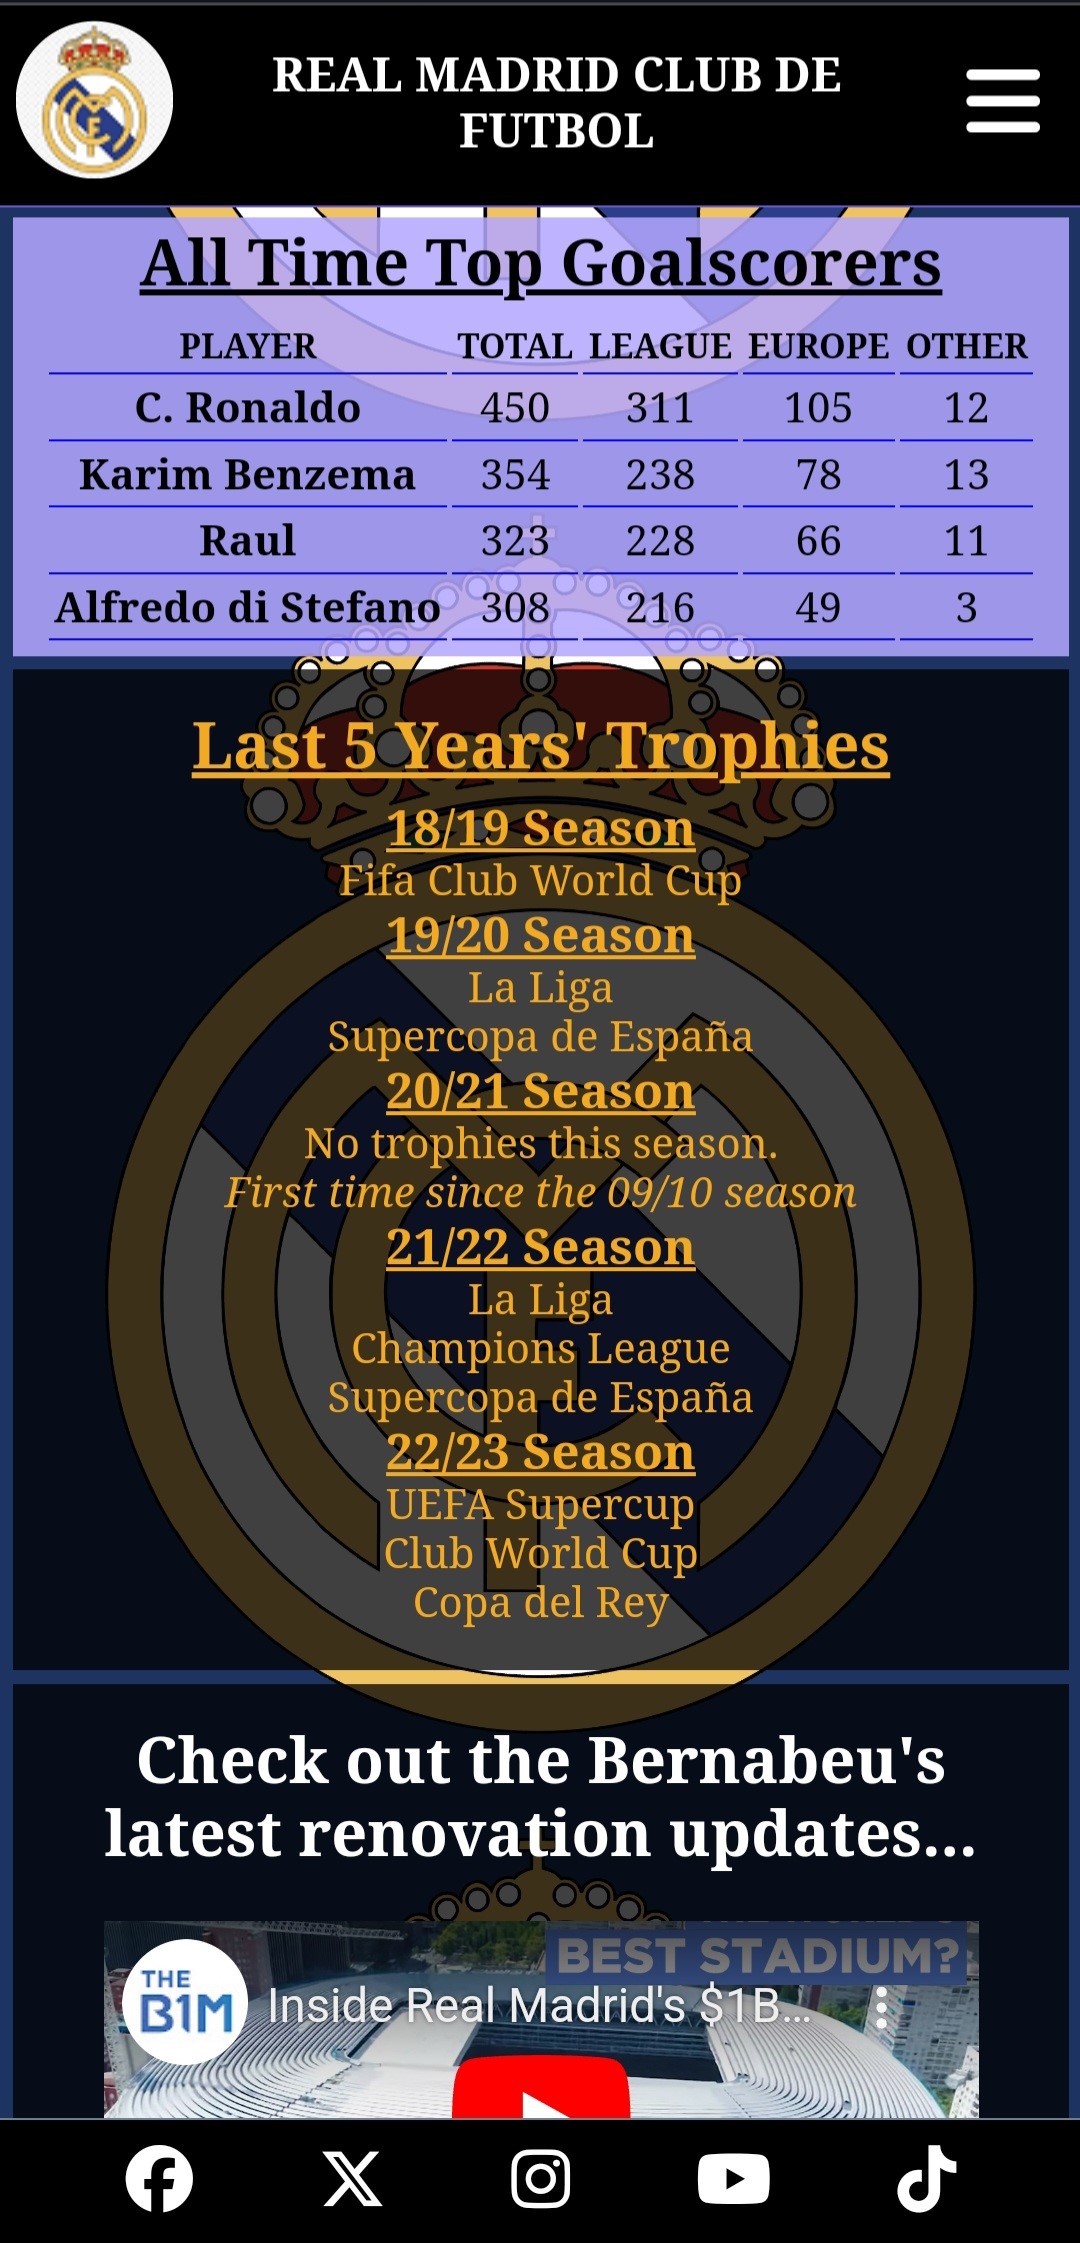 REAL MADRID CLUB DE
FUTBOL
All Time Top Goalscorers
PLAYER TOTAL LEAGUE EUROPE OTHER
C. Ronaldo 450 311 105 12
Karim Benzema 354 238 78 13
Raul 323 228 66 11
Alfredo di Stefano 308 216 49 3
Last 5 Years' Trophies
18/19 Season
Fifa Club World Cup
19/20 Season
La Liga
Supercopa de España
20/21 Season
No trophies this season.
First time since the 09/10 season
21/22 Season
La Liga
Champions League
Supercopa de España
22/23 Season
UEFA Supercup
Club World Cup
Copa del Rey
Check out the Bernabeu's
latest renovation updates...
BEST STADIUM?
THE
B1M
Inside Real Madrid's $1B...